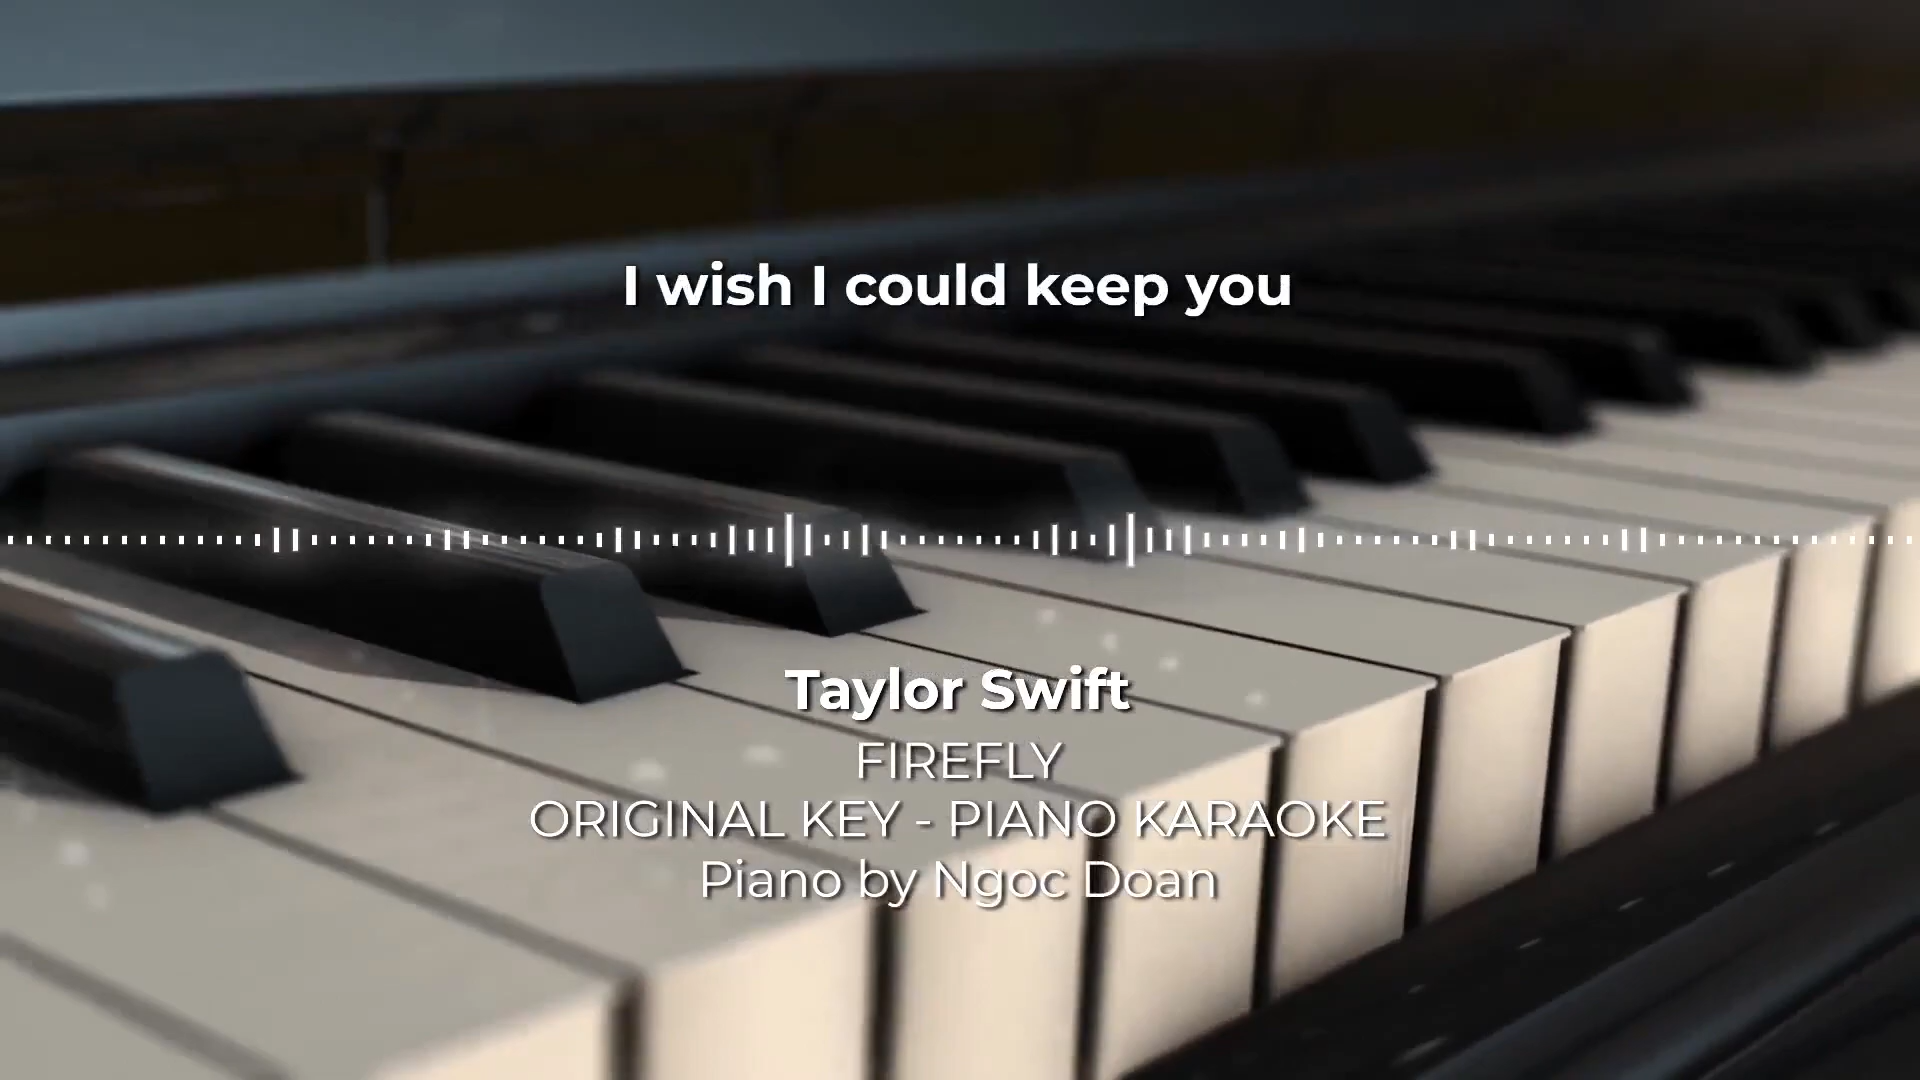 I wish I could keep you
Taylor Swift
FIREFLY
ORIGINAL KEY - PIANO KARAOKE
Piano by Ngoc Doan